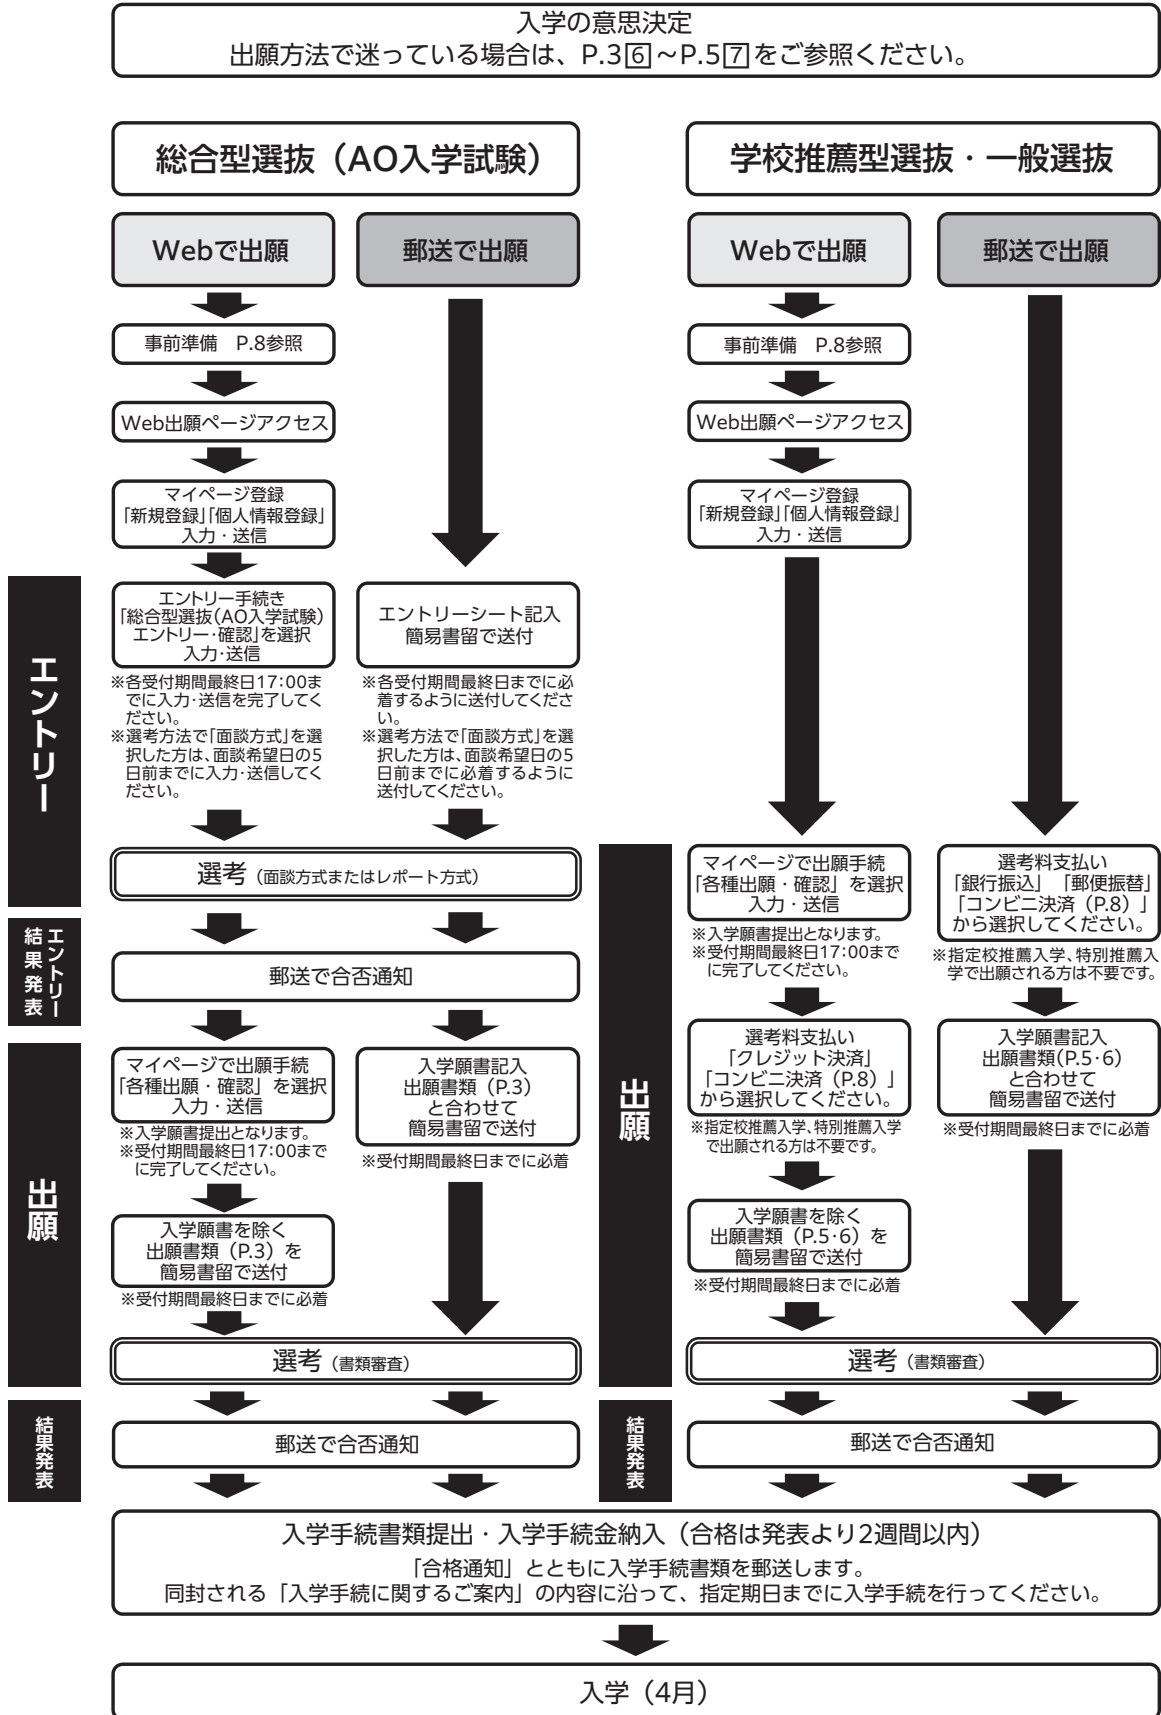 入学の意思決定
出願方法で迷っている場合は、P.3⃞6～P.5⃞7をご参照ください。
総合型選抜（AO入学試験）
Webで出願
郵送で出願
事前準備　P.8参照
Web出願ページアクセス
マイページ登録
「新規登録」「個人情報登録」
入力・送信
エントリー
エントリー手続き
「総合型選抜（AO入学試験）
エントリー・確認」を選択
入力・送信
※各受付期間最終日17:00ま
でに入力・送信を完了してく
ださい。
※選考方法で「面談方式」を選
択した方は、面談希望日の5
日前までに入力・送信してく
ださい。
エントリーシート記入
簡易書留で送付
※各受付期間最終日までに必
着するように送付してくださ
い。
※選考方法で「面談方式」を選
択した方は、面談希望日の5
日前までに必着するように
送付してください。
選考（面談方式またはレポート方式）
エントリー
結果発表
郵送で合否通知
出願
マイページで出願手続
「各種出願・確認」を選択
入力・送信
※入学願書提出となります。
※受付期間最終日17:00まで
に完了してください。
入学願書を除く
出願書類（P.3）を
簡易書留で送付
※受付期間最終日までに必着
入学願書記入
出願書類（P.3）
と合わせて
簡易書留で送付
※受付期間最終日までに必着
選考（書類審査）
結果発表
郵送で合否通知
学校推薦型選抜・一般選抜
Webで出願
郵送で出願
事前準備　P.8参照
Web出願ページアクセス
マイページ登録
「新規登録」「個人情報登録」
入力・送信
出願
マイページで出願手続
「各種出願・確認」を選択
入力・送信
※入学願書提出となります。
※受付期間最終日17:00まで
に完了してください。
選考料支払い
「クレジット決済」
「コンビニ決済（P.8）」
から選択してください。
※指定校推薦入学、特別推薦入学
で出願される方は不要です。
入学願書を除く
出願書類（P.5・6）を
簡易書留で送付
※受付期間最終日までに必着
選考料支払い
「銀行振込」「郵便振替」
「コンビニ決済（P.8）」
から選択してください。
※指定校推薦入学、特別推薦入
学で出願される方は不要です。
入学願書記入
出願書類（P.5・6）
と合わせて
簡易書留で送付
※受付期間最終日までに必着
選考（書類審査）
結果発表
郵送で合否通知
入学手続書類提出・入学手続金納入（合格は発表より2週間以内）
「合格通知」とともに入学手続書類を郵送します。
同封される「入学手続に関するご案内」の内容に沿って、指定期日までに入学手続を行ってください。
入学（4月）